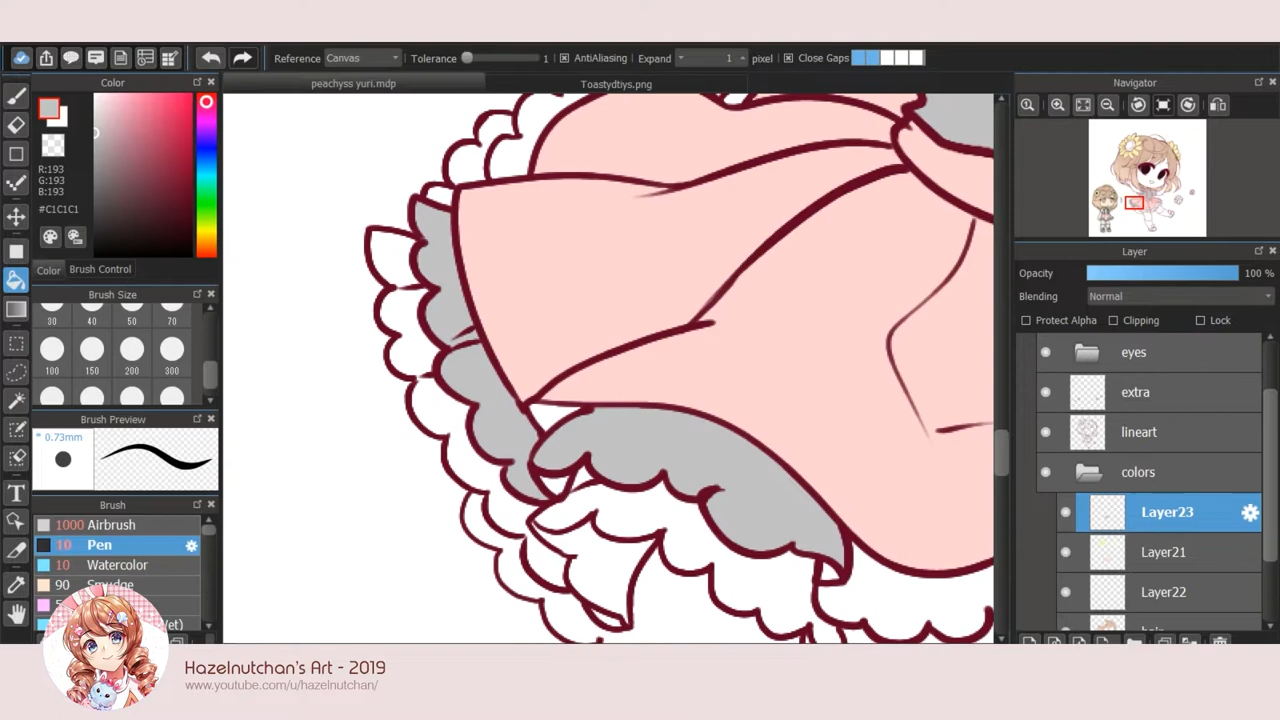 Reference Canvas Tolerance 1 AntiAliasing Expand 1 pixel Close Gaps
Color
peachyss yuri.mdp
Toastydtiys.png
Navigator
R:193
G:193
B:193
#C1C1C1
Color Brush Control
Brush Size
30 40 50 70
100 150 200 300
Brush Preview
* 0.73mm
Brush
1000 Airbrush
10 Pen
10 Watercolor
90 Smudge
Layer
Opacity 100 %
Blending Normal
Protect Alpha Clipping Lock
eyes
extra
lineart
colors
Layer23
Layer21
Layer22
T
Hazelnutchan's Art - 2019
www.youtube.com/u/hazelnutchan/